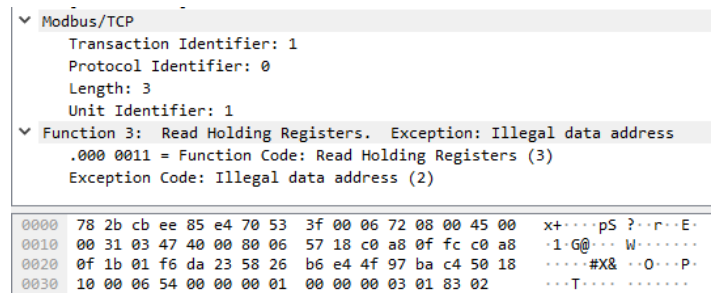 Modbus/TCP
Transaction Identifier: 1
Protocol Identifier: 0
Length: 3
Unit Identifier: 1
Function 3:  Read Holding Registers.  Exception: Illegal data address
.000 0011 = Function Code: Read Holding Registers (3)
Exception Code: Illegal data address (2)
0000  78 2b cb ee 85 e4 70 53  3f 00 06 72 08 00 45 00  x+····pS ?··r··E·
0010  00 31 03 47 40 00 80 06  57 18 c0 a8 0f fc c0 a8  ·1·G@··· W·······
0020  0f 1b 01 f6 da 23 58 26  b6 e4 4f 97 ba c4 50 18  ·····#X& ··O···P·
0030  10 00 06 54 00 00 00 01  00 00 00 03 01 83 02  ···T···· ·······